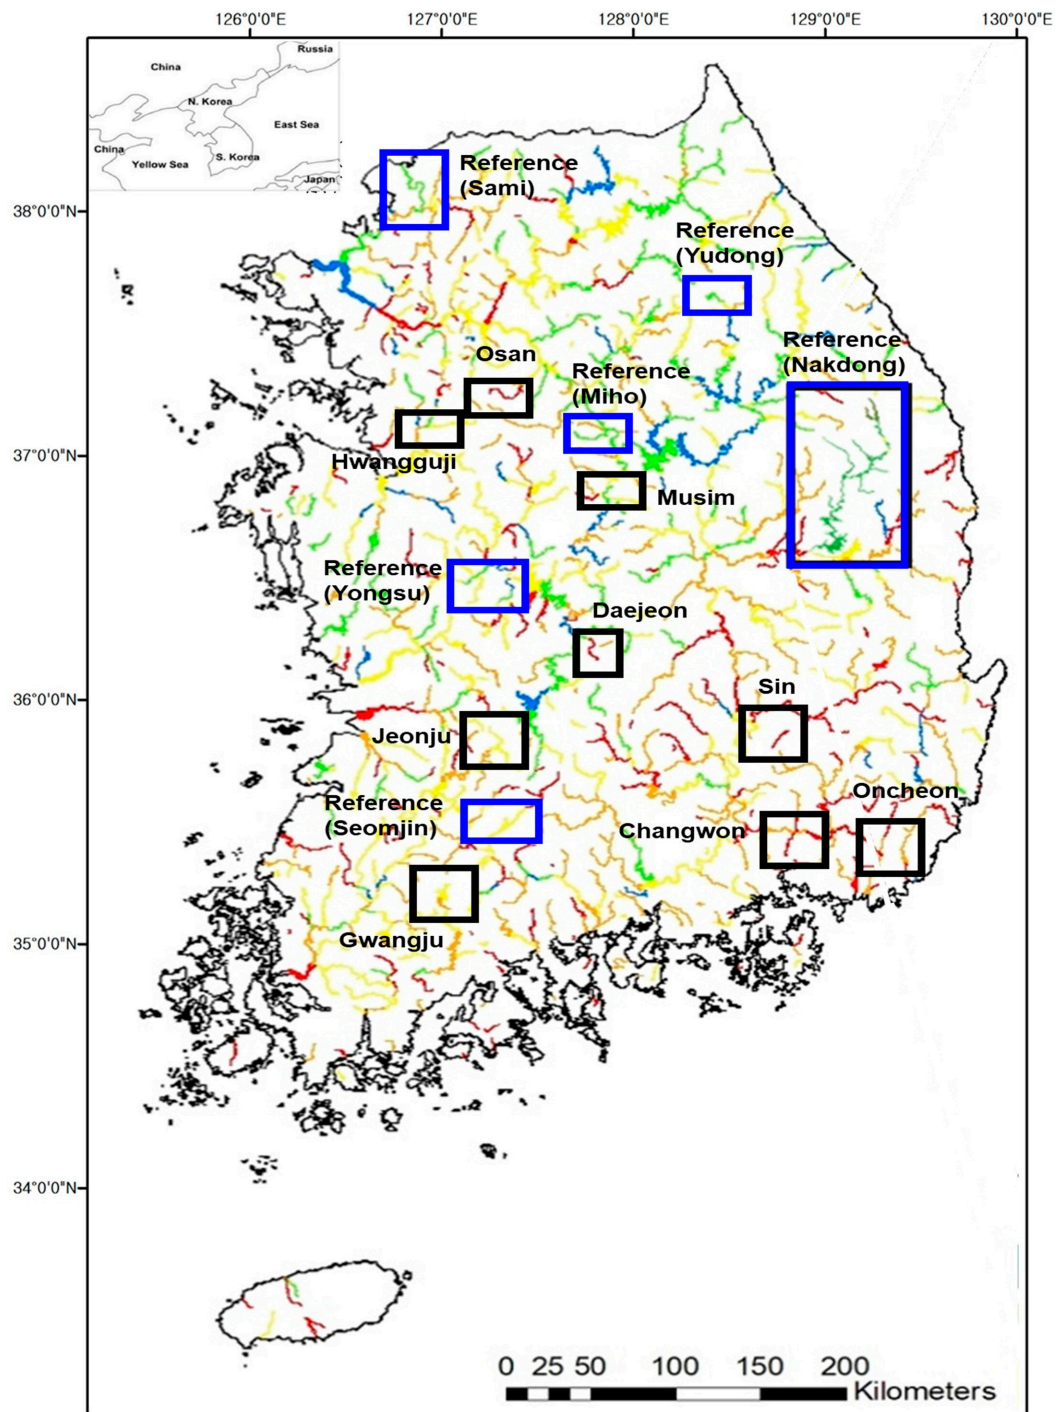 126°0'0"E
127°0'0"E
128°0'0"E
129°0'0"E
130°0'0"E
Russia
China
N. Korea
East Sea
China
Yellow Sea
S. Korea
Japan
Reference
(Sami)
38°0'0"N
Reference
(Yudong)
Reference
(Nakdong)
Osan
Reference
(Miho)
37°0'0"N
Hwangguji
Musim
Reference
(Yongsu)
Daejeon
Sin
36°0'0"N
Jeonju
Oncheon
Reference
(Seomjin)
Changwon
Gwangju
35°0'0"N
34°0'0"N
0 25 50 100 150 200
Kilometers